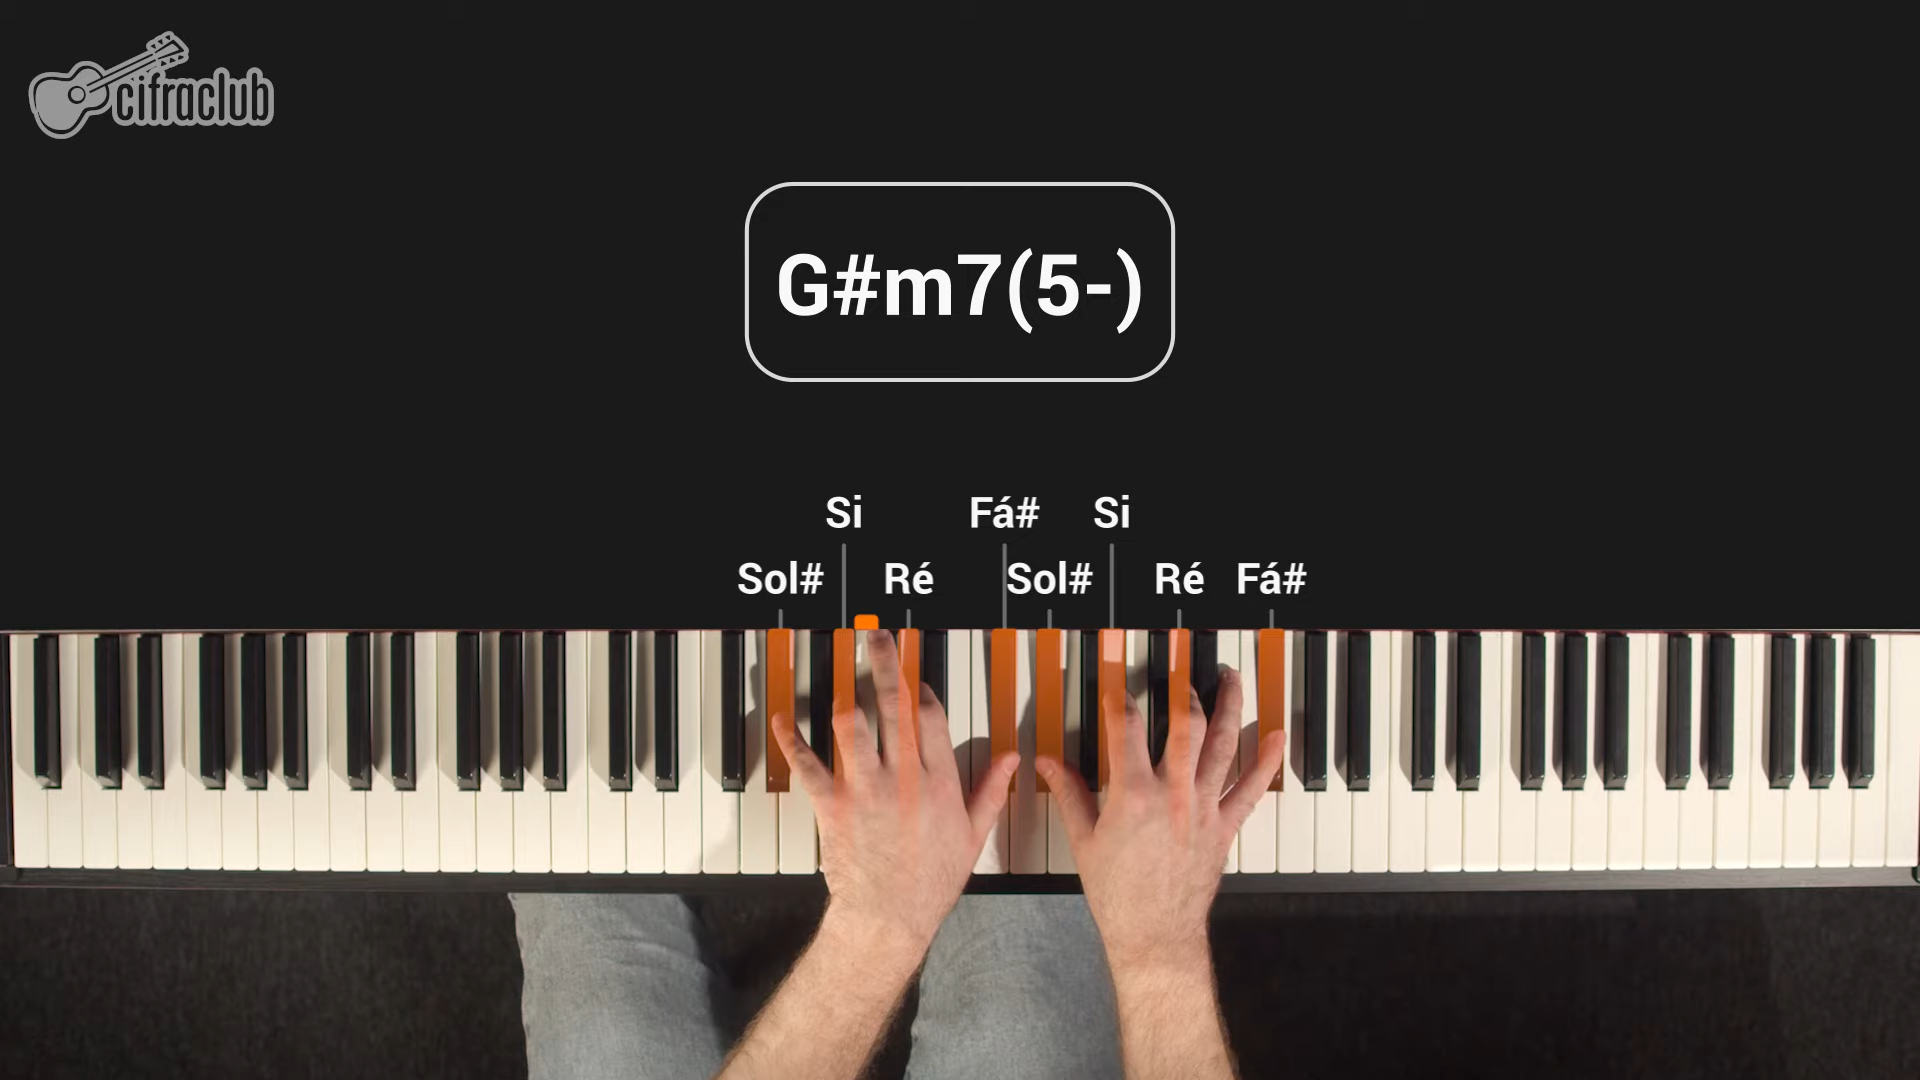 cifraclub
G#m7(5-)
Si Fá# Si
Sol# Ré Sol# Ré Fá#